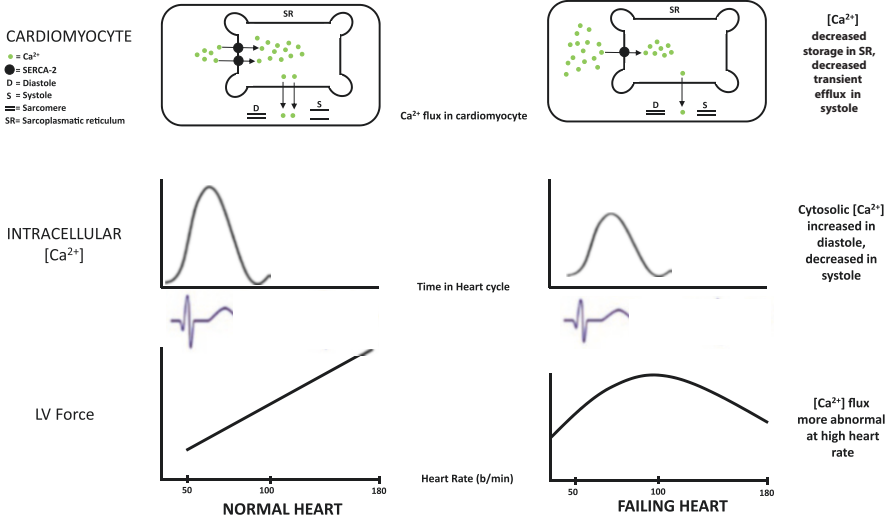 CARDIOMYOCYTE
= Ca²⁺
= SERCA-2
D = Diastole
S = Systole
= Sarcomere
SR= Sarcoplasmatic reticulum
SR
D
S
Ca²⁺ flux in cardiomyocyte
SR
D
S
[Ca²⁺]
decreased
storage in SR,
decreased
transient
efflux in
systole
INTRACELLULAR
[Ca²⁺]
Time in Heart cycle
Cytosolic [Ca²⁺]
increased in
diastole,
decreased in
systole
LV Force
50
100
180
NORMAL HEART
Heart Rate (b/min)
50
100
180
FAILING HEART
[Ca²⁺] flux
more abnormal
at high heart
rate